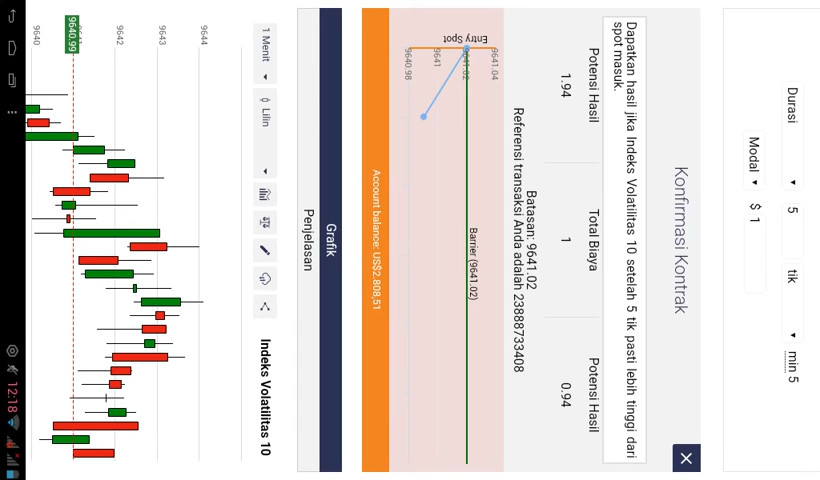 Durasi 5 tik min 5
Modal $ 1
Konfirmasi Kontrak
Dapatkan hasil jika Indeks Volatilitas 10 setelah 5 tik pasti lebih tinggi dari
spot masuk.
Potensi Hasil Total Biaya Potensi Hasil
1.94 1 0.94
Batasan: 9641.02
Referensi transaksi Anda adalah 23888733408
9641.04
9641.02
9641
9640.98
Entry Spot
Barrier (9641.02)
Account balance: US$2.808,51
Grafik
Penjelasan
1 Menit Lilin Indeks Volatilitas 10
9644
9643
9642
9640.99
9640
12:18